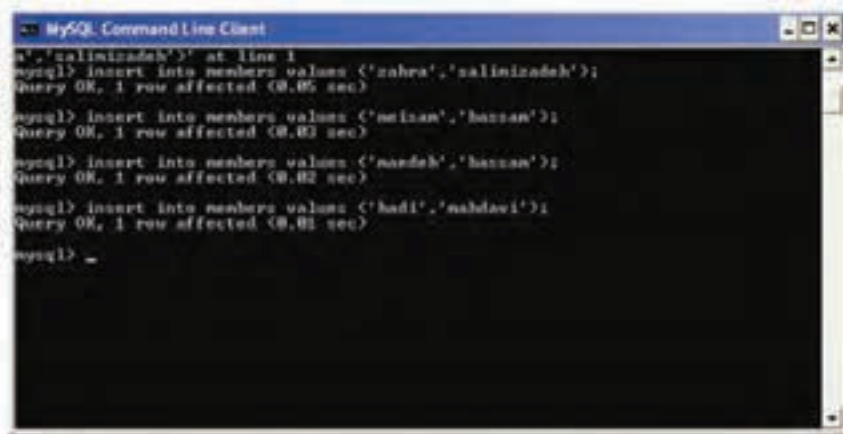 MySQL Command Line Client
a','salimizadeh')' at line 1
mysql> insert into members values ('zahra','salimizadeh');
Query OK, 1 row affected (0.05 sec)
mysql> insert into members values ('meisam','hassam');
Query OK, 1 row affected (0.03 sec)
mysql> insert into members values ('maedeh','hassam');
Query OK, 1 row affected (0.02 sec)
mysql> insert into members values ('hadi','mahdavi');
Query OK, 1 row affected (0.01 sec)
mysql> _